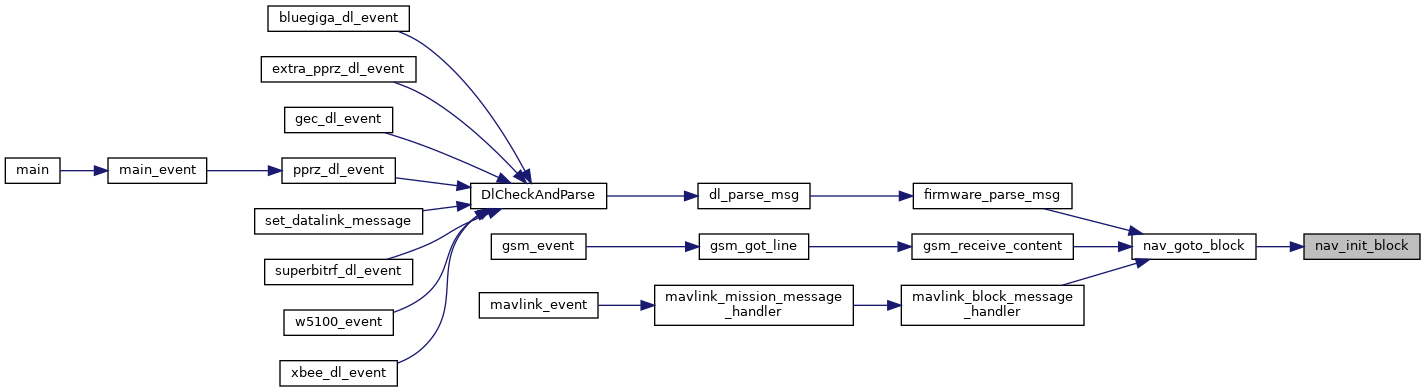 bluegiga_dl_event
extra_pprz_dl_event
gec_dl_event
main
main_event
pprz_dl_event
DlCheckAndParse
dl_parse_msg
firmware_parse_msg
set_datalink_message
gsm_event
gsm_got_line
gsm_receive_content
nav_goto_block
nav_init_block
superbitrf_dl_event
mavlink_event
mavlink_mission_message
_handler
mavlink_block_message
_handler
w5100_event
xbee_dl_event